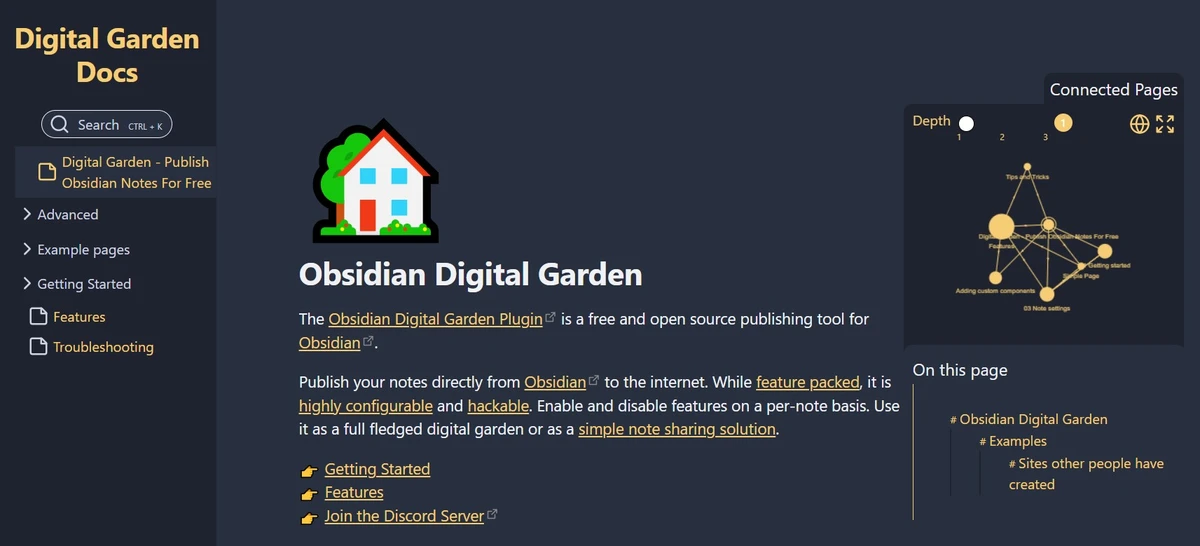 Digital Garden
Docs
Search CTRL + K
Digital Garden - Publish
Obsidian Notes For Free
Advanced
Example pages
Getting Started
Features
Troubleshooting
Obsidian Digital Garden
The Obsidian Digital Garden Plugin is a free and open source publishing tool for
Obsidian.
Publish your notes directly from Obsidian to the internet. While feature packed, it is
highly configurable and hackable. Enable and disable features on a per-note basis. Use
it as a full fledged digital garden or as a simple note sharing solution.
Getting Started
Features
Join the Discord Server
Connected Pages
Depth 1
1 2 3
Tips and Tricks
Digital Garden - Publish Obsidian Notes For Free
Features
Getting started
Simple Page
Adding custom components
03 Note settings
On this page
# Obsidian Digital Garden
# Examples
# Sites other people have
created